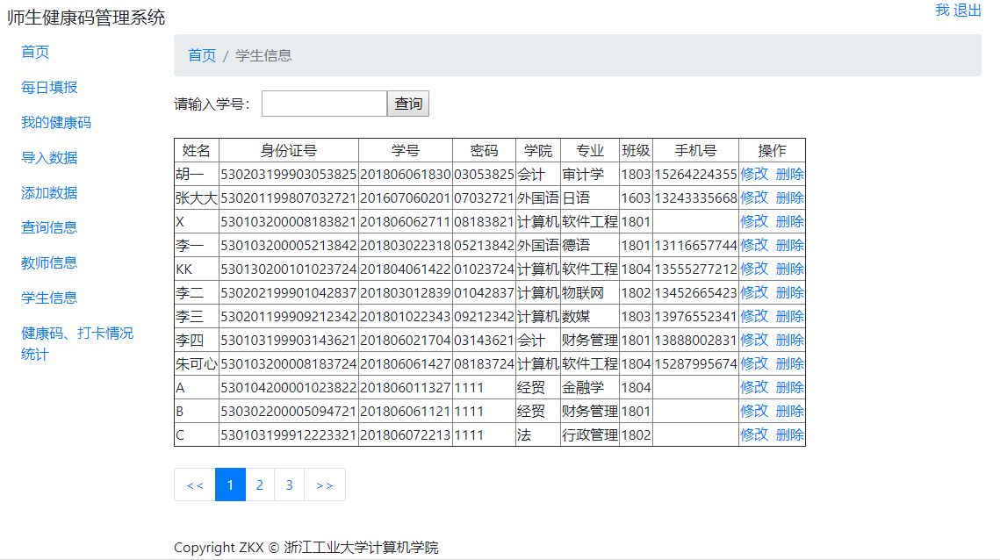 师生健康码管理系统
我 退出
首页
每日填报
我的健康码
导入数据
添加数据
查询信息
教师信息
学生信息
健康码、打卡情况
统计
首页 / 学生信息
请输入学号： 查询
姓名 身份证号 学号 密码 学院 专业 班级 手机号 操作
胡一 530203199903053825 201806061830 03053825 会计 审计学 1803 15264224355 修改 删除
张大大 530201199807032721 201607060201 07032721 外国语 日语 1603 13243335668 修改 删除
X 530103200008183821 201806062711 08183821 计算机 软件工程 1801 修改 删除
李一 530103200005213842 201803022318 05213842 外国语 德语 1801 13116657744 修改 删除
KK 530130200101023724 201804061422 01023724 计算机 软件工程 1804 13555277212 修改 删除
李二 530202199901042837 201803012839 01042837 计算机 物联网 1802 13452665423 修改 删除
李三 530201199909212342 201801022343 09212342 计算机 数媒 1803 13976552341 修改 删除
李四 530103199903143621 201806021704 03143621 会计 财务管理 1801 13888002831 修改 删除
朱可心 530103200008183724 201806061427 08183724 计算机 软件工程 1804 15287995674 修改 删除
A 530104200001023822 201806011327 1111 经贸 金融学 1804 修改 删除
B 530302200005094721 201806061121 1111 经贸 财务管理 1801 修改 删除
C 530103199912223321 201806072213 1111 法 行政管理 1802 修改 删除
<< 1 2 3 >>
Copyright ZKX © 浙江工业大学计算机学院